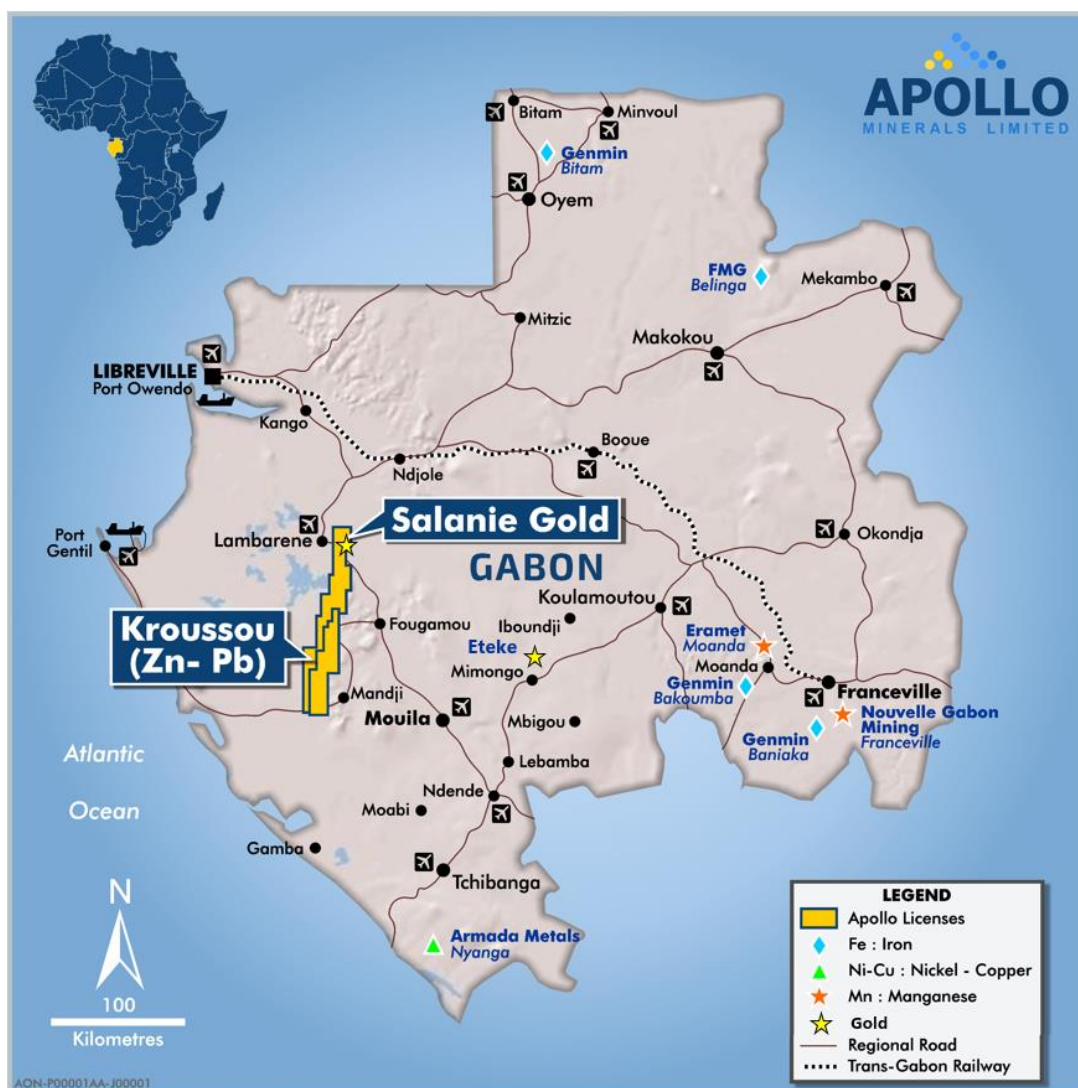 APOLLO
MINERALS LIMITED
Bitam
Minvoul
Genmin
Bitam
Oyem
FMG
Belinga
Mekambo
Mitzic
Makokou
LIBREVILLE
Port Owendo
Kango
Booue
Ndjole
Salanie Gold
Port
Gentil
Lambarene
Okondja
GABON
Koulamoutou
Kroussou
(Zn- Pb)
Fougamou
Iboundji
Eteke
Eramet
Moanda
Mimongo
Moanda
Genmin
Bakoumba
Franceville
Mandji
Mouila
Mbigou
Nouvelle Gabon
Mining
Franceville
Genmin
Baniaka
Atlantic
Ocean
Lebamba
Ndende
Moabi
Gamba
Tchibanga
Armada Metals
Nyanga
N
100
Kilometres
LEGEND
Apollo Licenses
Fe : Iron
Ni-Cu : Nickel - Copper
Mn : Manganese
Gold
Regional Road
Trans-Gabon Railway
AON-P00001AA-J00001